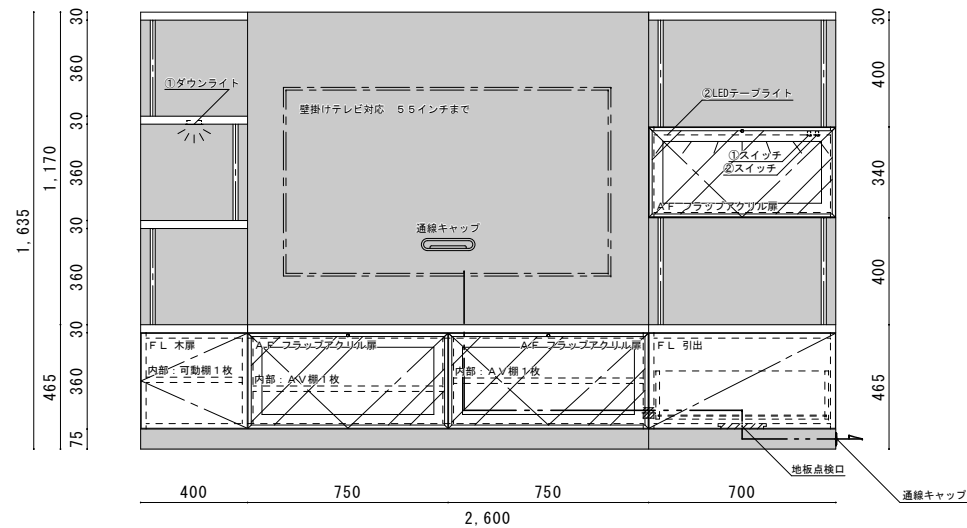 30
360
30
360
30
360
30
360
75
1,170
465
1,635
①ダウンライト
壁掛けテレビ対応 55インチまで
通線キャップ
②LEDテープライト
①スイッチ
②スイッチ
AF フラップアクリル扉
30
400
340
400
465
FL 木扉
内部：可動棚1枚
AF フラップアクリル扉
内部：AV棚1枚
AF フラップアクリル扉
内部：AV棚1枚
FL 引出
地板点検口
通線キャップ
400
750
750
700
2,600